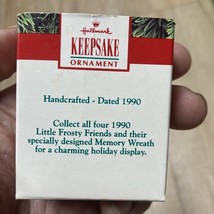 Hallmark
KEEPSAKE
ORNAMENT
Handcrafted - Dated 1990
Collect all four 1990
Little Frosty Friends and their
specially designed Memory Wreath
for a charming holiday display.